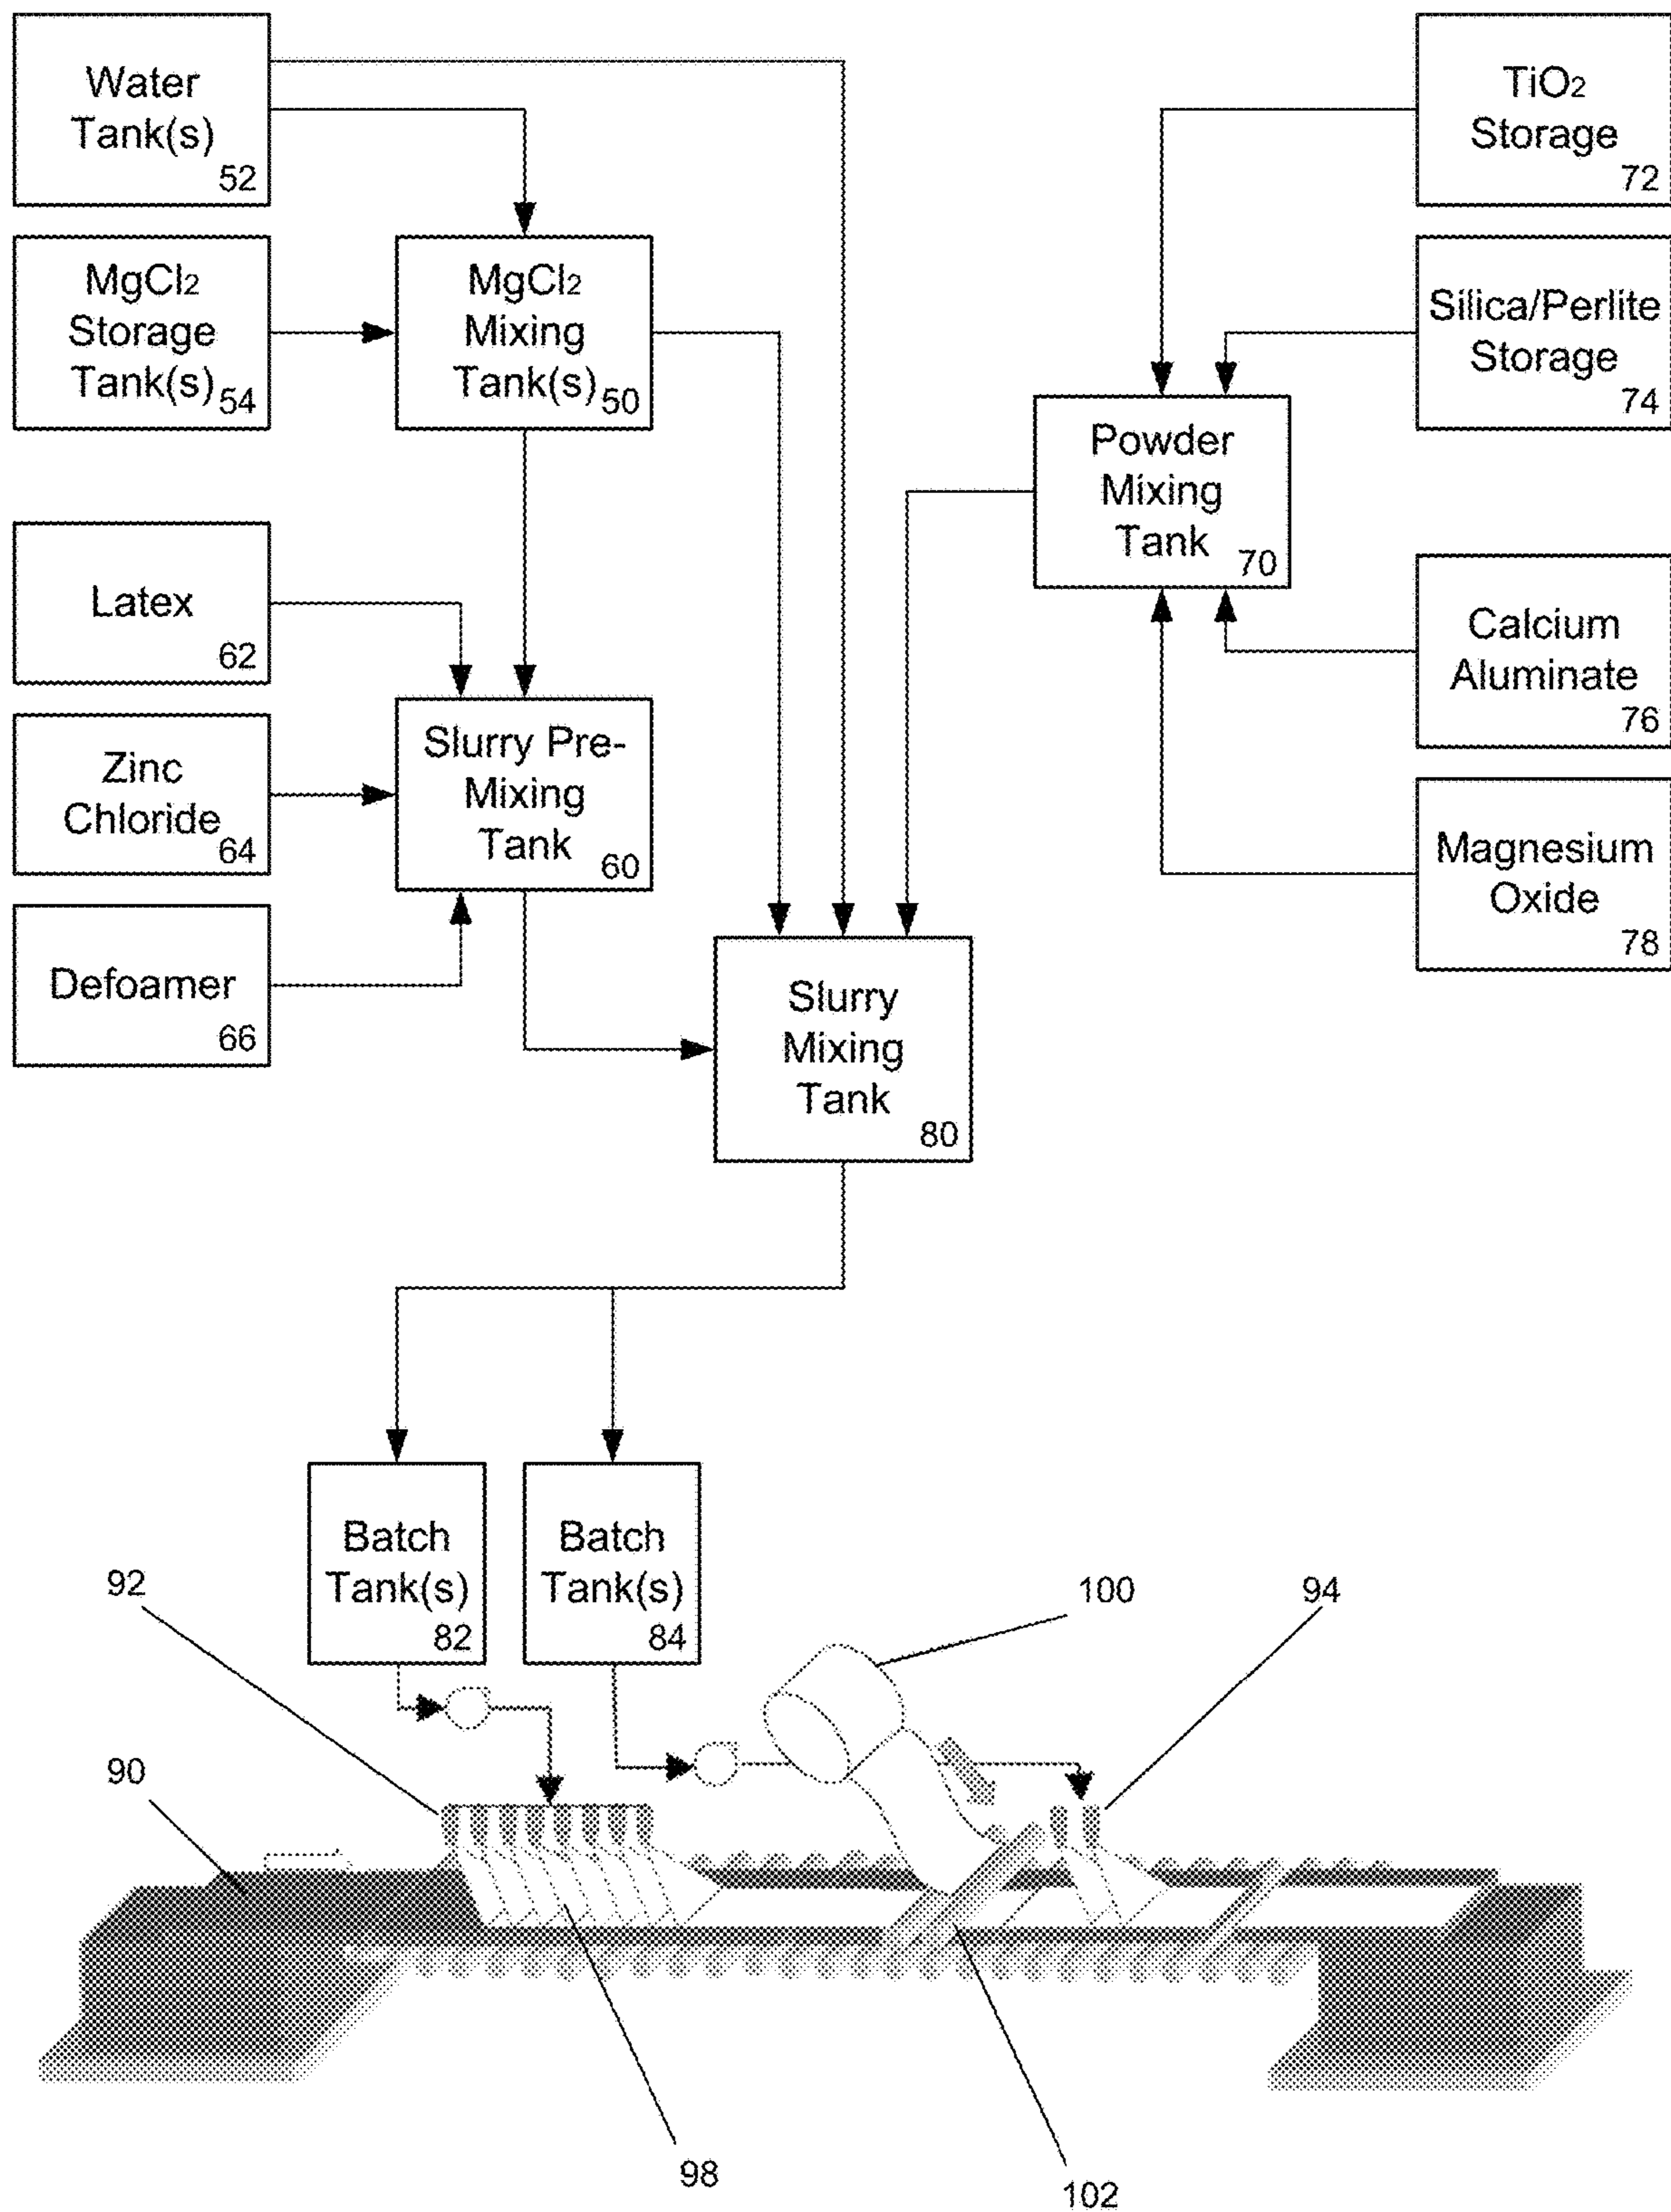 Water
Tank(s)
52
TiO2
Storage
72
MgCl2
Storage
Tank(s)
54
MgCl2
Mixing
Tank(s)
50
Silica/Perlite
Storage
74
Powder
Mixing
Tank
70
Latex
62
Calcium
Aluminate
76
Zinc
Chloride
64
Slurry Pre-
Mixing
Tank
60
Magnesium
Oxide
78
Defoamer
66
Slurry
Mixing
Tank
80
Batch
Tank(s)
82
Batch
Tank(s)
84
92
100
94
90
98
102